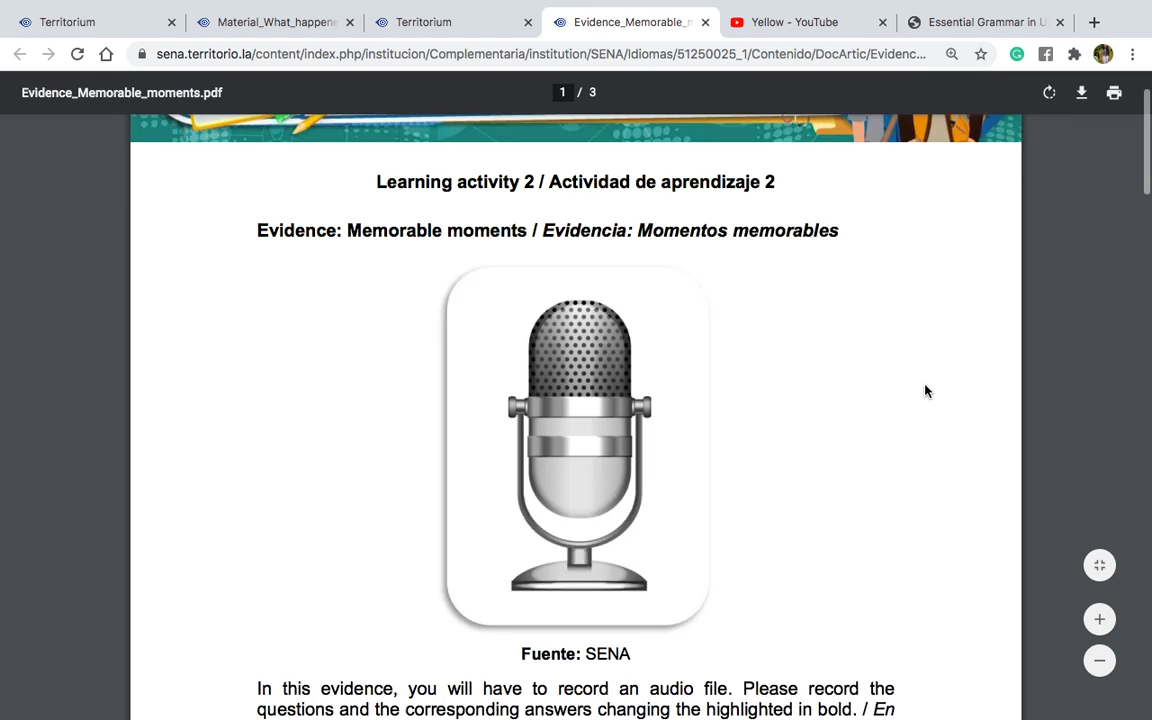 Territorium
Material_What_happene
Territorium
Evidence_Memorable_m
Yellow - YouTube
Essential Grammar in U
sena.territorio.la/content/index.php/institucion/Complementaria/institution/SENA/Idiomas/51250025_1/Contenido/DocArtic/Evidenc...
Evidence_Memorable_moments.pdf
1 / 3
Learning activity 2 / Actividad de aprendizaje 2
Evidence: Memorable moments / Evidencia: Momentos memorables
Fuente: SENA
In this evidence, you will have to record an audio file. Please record the
questions and the corresponding answers changing the highlighted in bold. / En